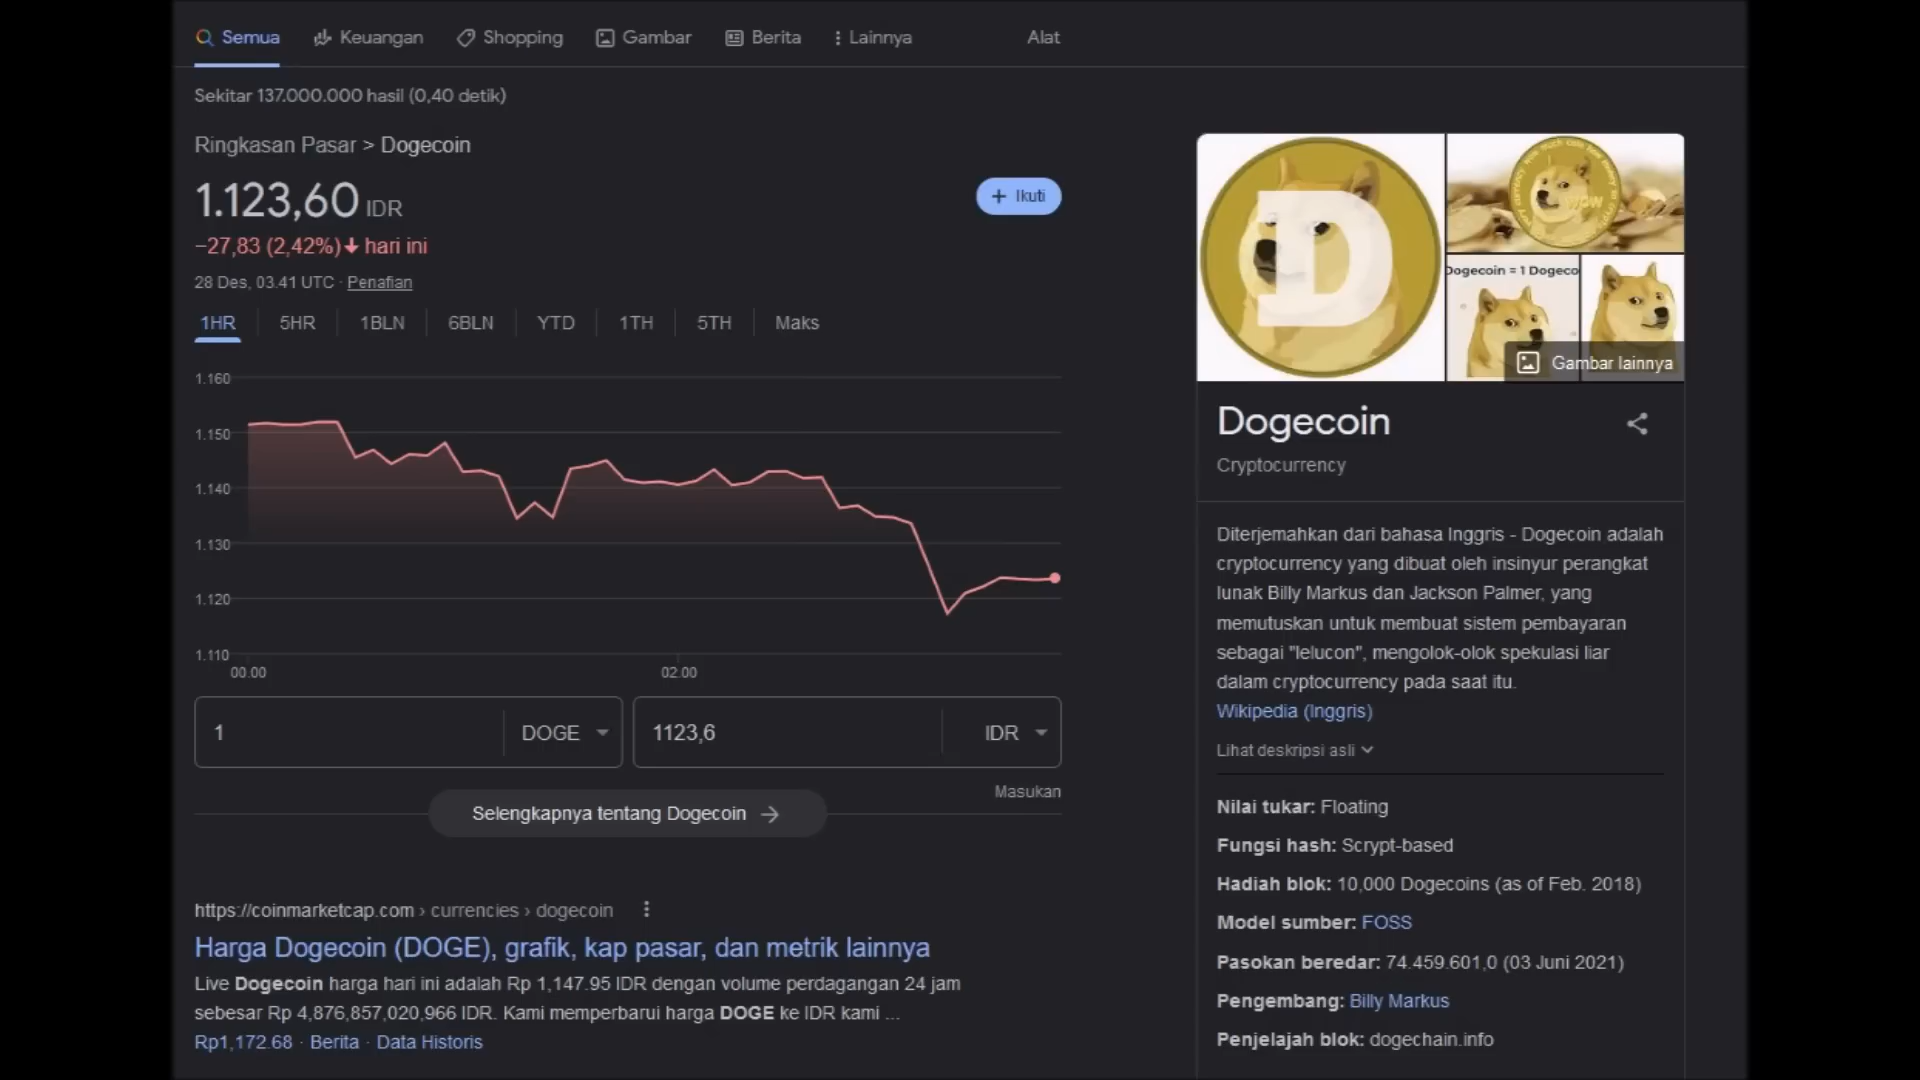 Semua
Keuangan
Shopping
Gambar
Berita
Lainnya
Alat
Sekitar 137.000.000 hasil (0,40 detik)
Ringkasan Pasar > Dogecoin
1.123,60 IDR
+ Ikuti
−27,83 (2,42%) hari ini
28 Des, 03.41 UTC · Penafian
1HR
5HR
1BLN
6BLN
YTD
1TH
5TH
Maks
1.160
1.150
1.140
1.130
1.120
1.110
00.00
02.00
1
DOGE
1123,6
IDR
Masukan
Selengkapnya tentang Dogecoin
https://coinmarketcap.com › currencies › dogecoin
Harga Dogecoin (DOGE), grafik, kap pasar, dan metrik lainnya
Live Dogecoin harga hari ini adalah Rp 1,147.95 IDR dengan volume perdagangan 24 jam
sebesar Rp 4,876,857,020,966 IDR. Kami memperbarui harga DOGE ke IDR kami ...
Rp1,172.68 · Berita · Data Historis
D
WOW
Dogecoin = 1 Dogeco
Gambar lainnya
Dogecoin
Cryptocurrency
Diterjemahkan dari bahasa Inggris - Dogecoin adalah
cryptocurrency yang dibuat oleh insinyur perangkat
lunak Billy Markus dan Jackson Palmer, yang
memutuskan untuk membuat sistem pembayaran
sebagai "lelucon", mengolok-olok spekulasi liar
dalam cryptocurrency pada saat itu.
Wikipedia (Inggris)
Lihat deskripsi asli
Nilai tukar: Floating
Fungsi hash: Scrypt-based
Hadiah blok: 10,000 Dogecoins (as of Feb. 2018)
Model sumber: FOSS
Pasokan beredar: 74.459.601,0 (03 Juni 2021)
Pengembang: Billy Markus
Penjelajah blok: dogechain.info